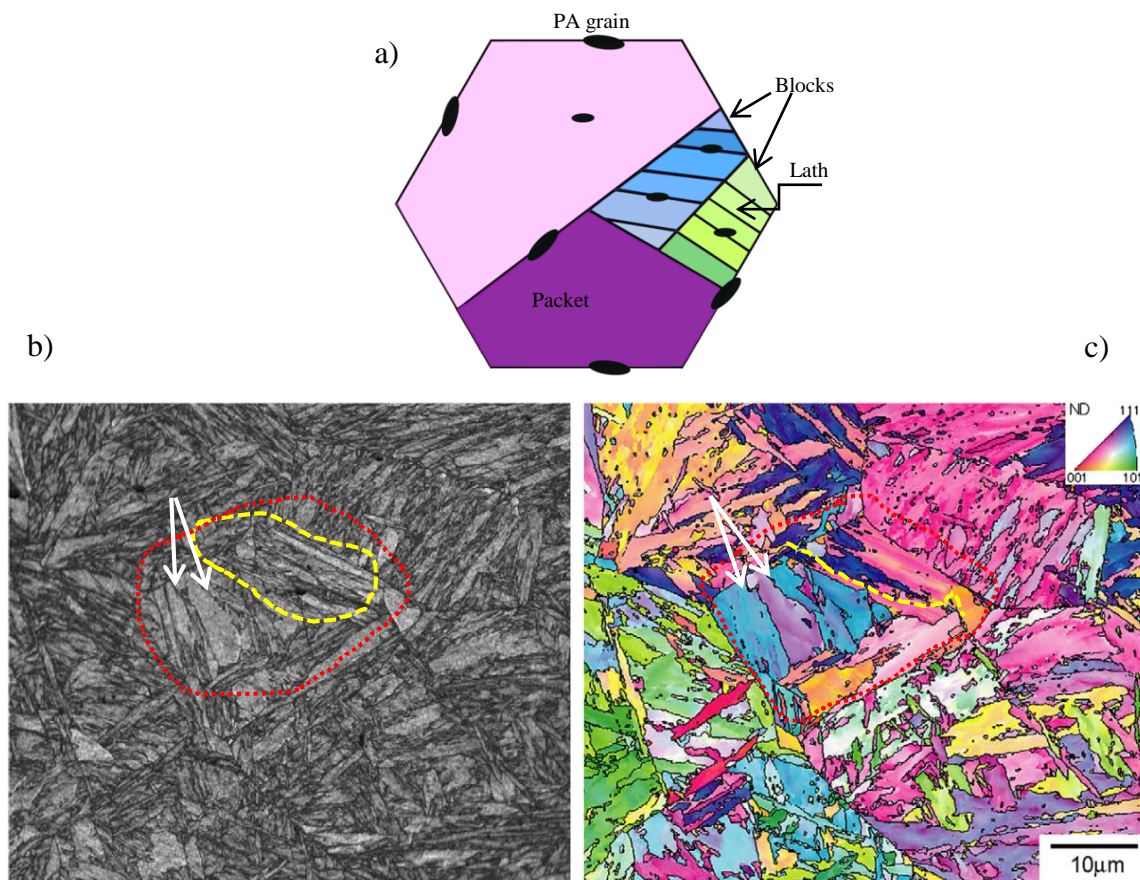 PA grain
a)
Blocks
Lath
Packet
b)
c)
ND 111
001 101
10μm